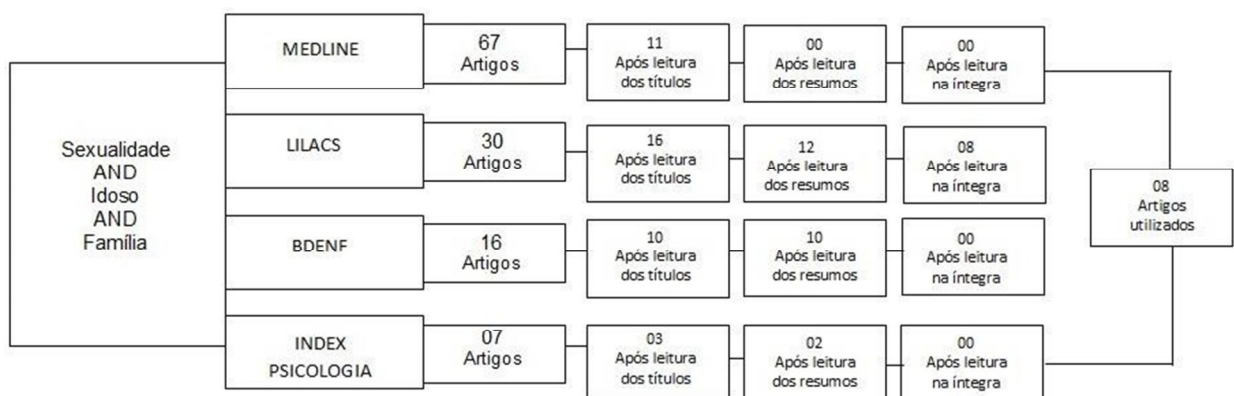 Sexualidade
AND
Idoso
AND
Família
MEDLINE
67
Artigos
11
Após leitura
dos títulos
00
Após leitura
dos resumos
00
Após leitura
na íntegra
LILACS
30
Artigos
16
Após leitura
dos títulos
12
Após leitura
dos resumos
08
Após leitura
na íntegra
BDENF
16
Artigos
10
Após leitura
dos títulos
10
Após leitura
dos resumos
00
Após leitura
na íntegra
INDEX
PSICOLOGIA
07
Artigos
03
Após leitura
dos títulos
02
Após leitura
dos resumos
00
Após leitura
na íntegra
08
Artigos
utilizados